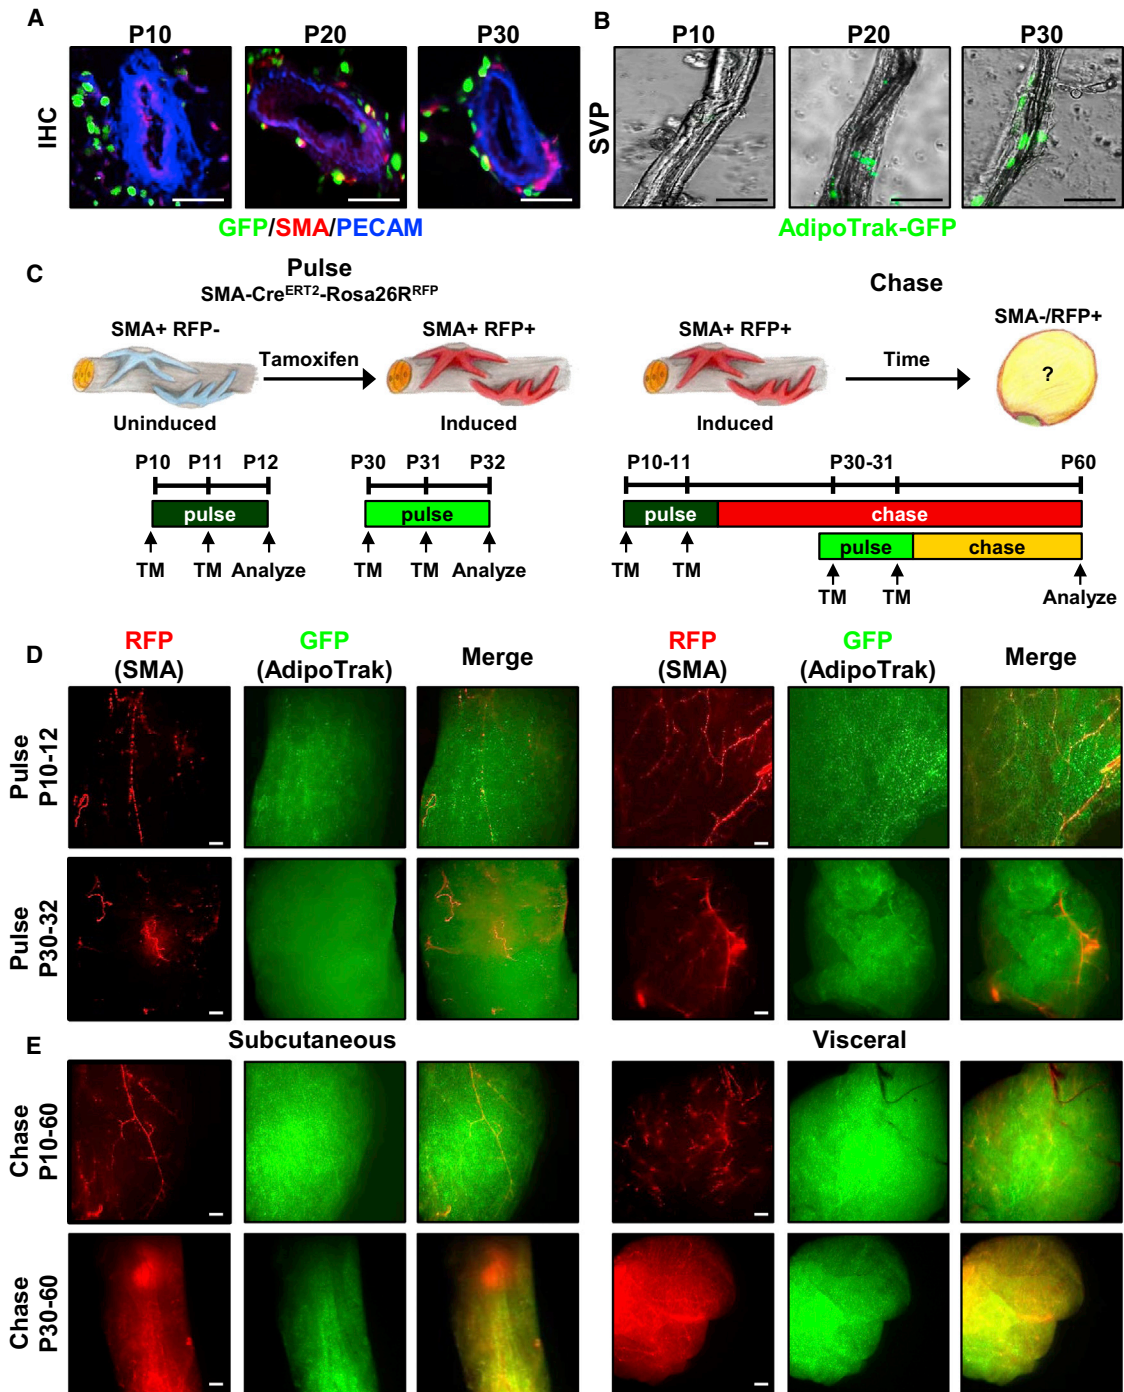 A
P10 P20 P30
IHC
GFP/SMA/PECAM
B
P10 P20 P30
SVP
AdipoTrak-GFP
C
Pulse
SMA-CreERT2-Rosa26RRFP
SMA+ RFP-
Tamoxifen
SMA+ RFP+
Uninduced
Induced
Chase
SMA+ RFP+
Time
SMA-/RFP+
?
Induced
P10 P11 P12
pulse
TM TM Analyze
P30 P31 P32
pulse
TM TM Analyze
P10-11 P30-31 P60
pulse chase
TM TM
pulse chase
TM TM Analyze
D
RFP
(SMA)
GFP
(AdipoTrak)
Merge
RFP
(SMA)
GFP
(AdipoTrak)
Merge
Pulse
P10-12
Pulse
P30-32
E
Subcutaneous
Visceral
Chase
P10-60
Chase
P30-60